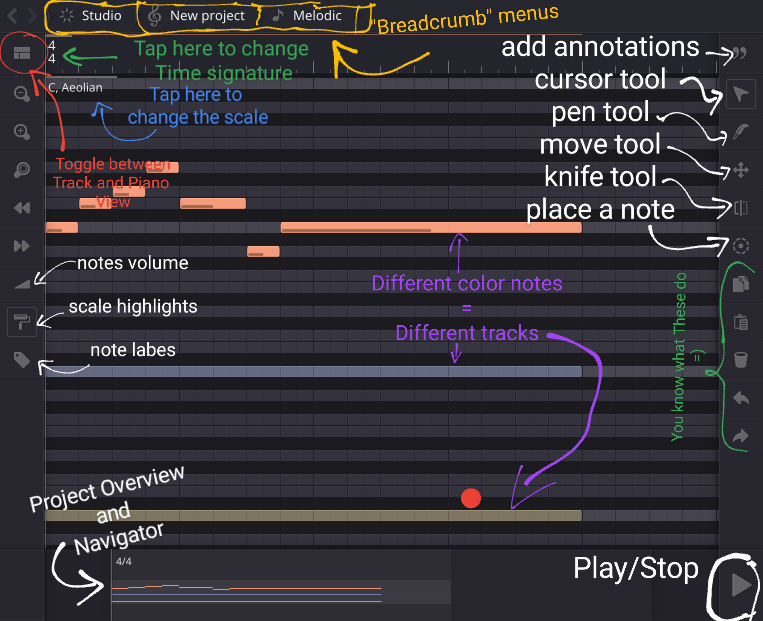 Studio
New project
Melodic
"Breadcrumb" menus
4
4
Tap here to change
Time signature
C, Aeolian
Tap here to
change the scale
add annotations
cursor tool
pen tool
move tool
knife tool
place a note
Toggle between
Track and Piano
View
notes volume
scale highlights
note labes
Different color notes
=
Different tracks
You know what These do
=)
Project Overview
and
Navigator
4/4
Play/Stop